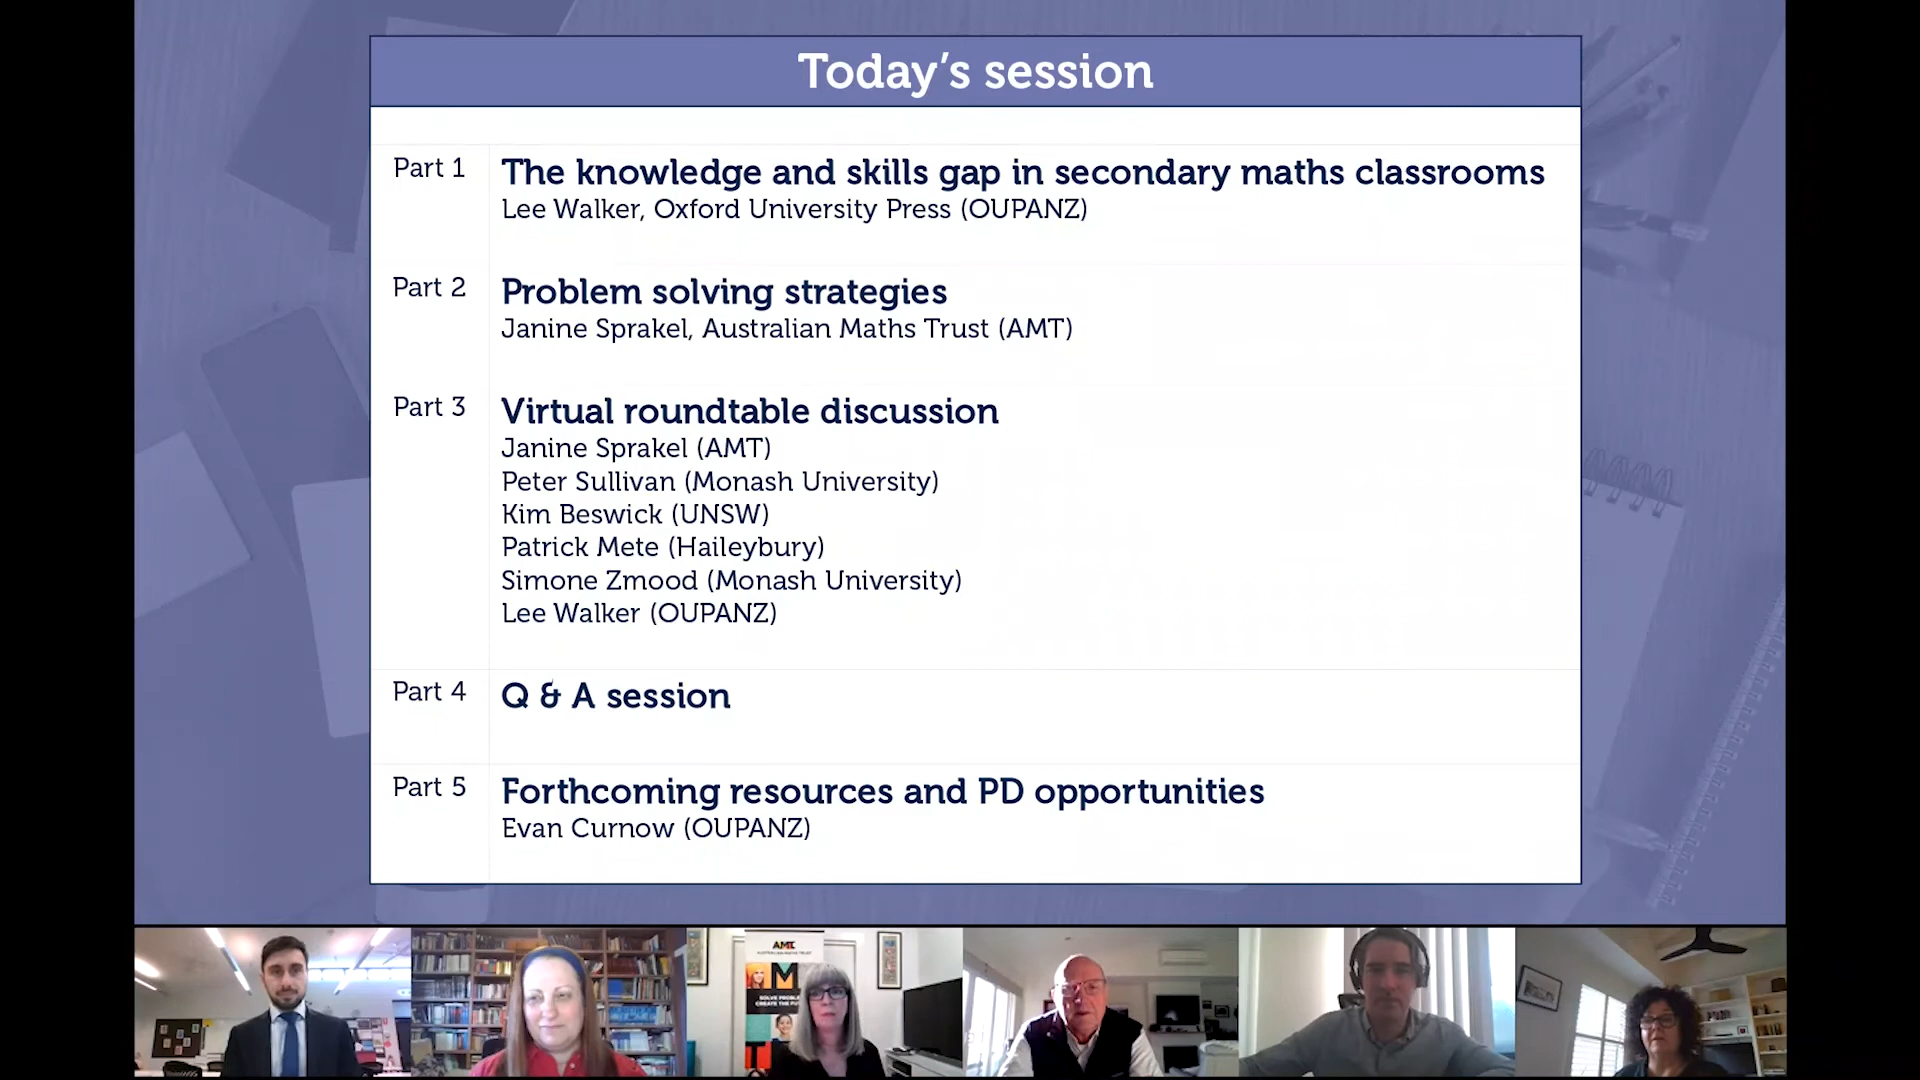 Today's session
Part 1
The knowledge and skills gap in secondary maths classrooms
Lee Walker, Oxford University Press (OUPANZ)
Part 2
Problem solving strategies
Janine Sprakel, Australian Maths Trust (AMT)
Part 3
Virtual roundtable discussion
Janine Sprakel (AMT)
Peter Sullivan (Monash University)
Kim Beswick (UNSW)
Patrick Mete (Haileybury)
Simone Zmood (Monash University)
Lee Walker (OUPANZ)
Part 4
Q & A session
Part 5
Forthcoming resources and PD opportunities
Evan Curnow (OUPANZ)
AMT
AUSTRALIAN MATHS TRUST